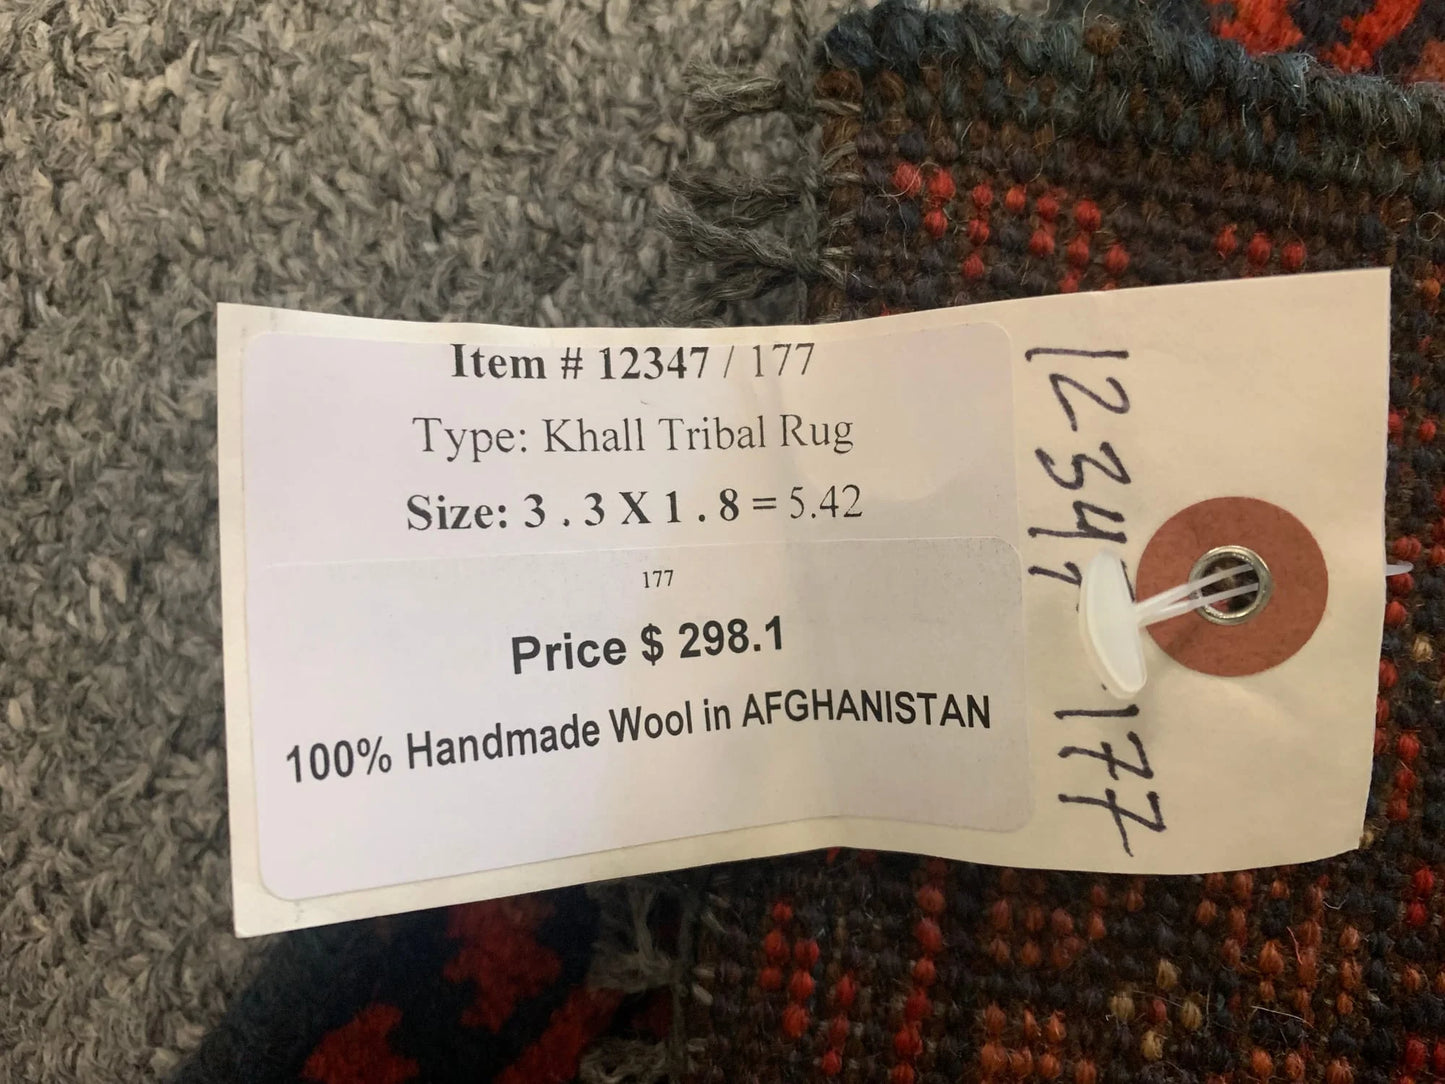 Item # 12347 / 177
Type: Khall Tribal Rug
Size: 3 . 3 X 1 . 8 = 5.42
177
Price $ 298.1
100% Handmade Wool in AFGHANISTAN
12347
177